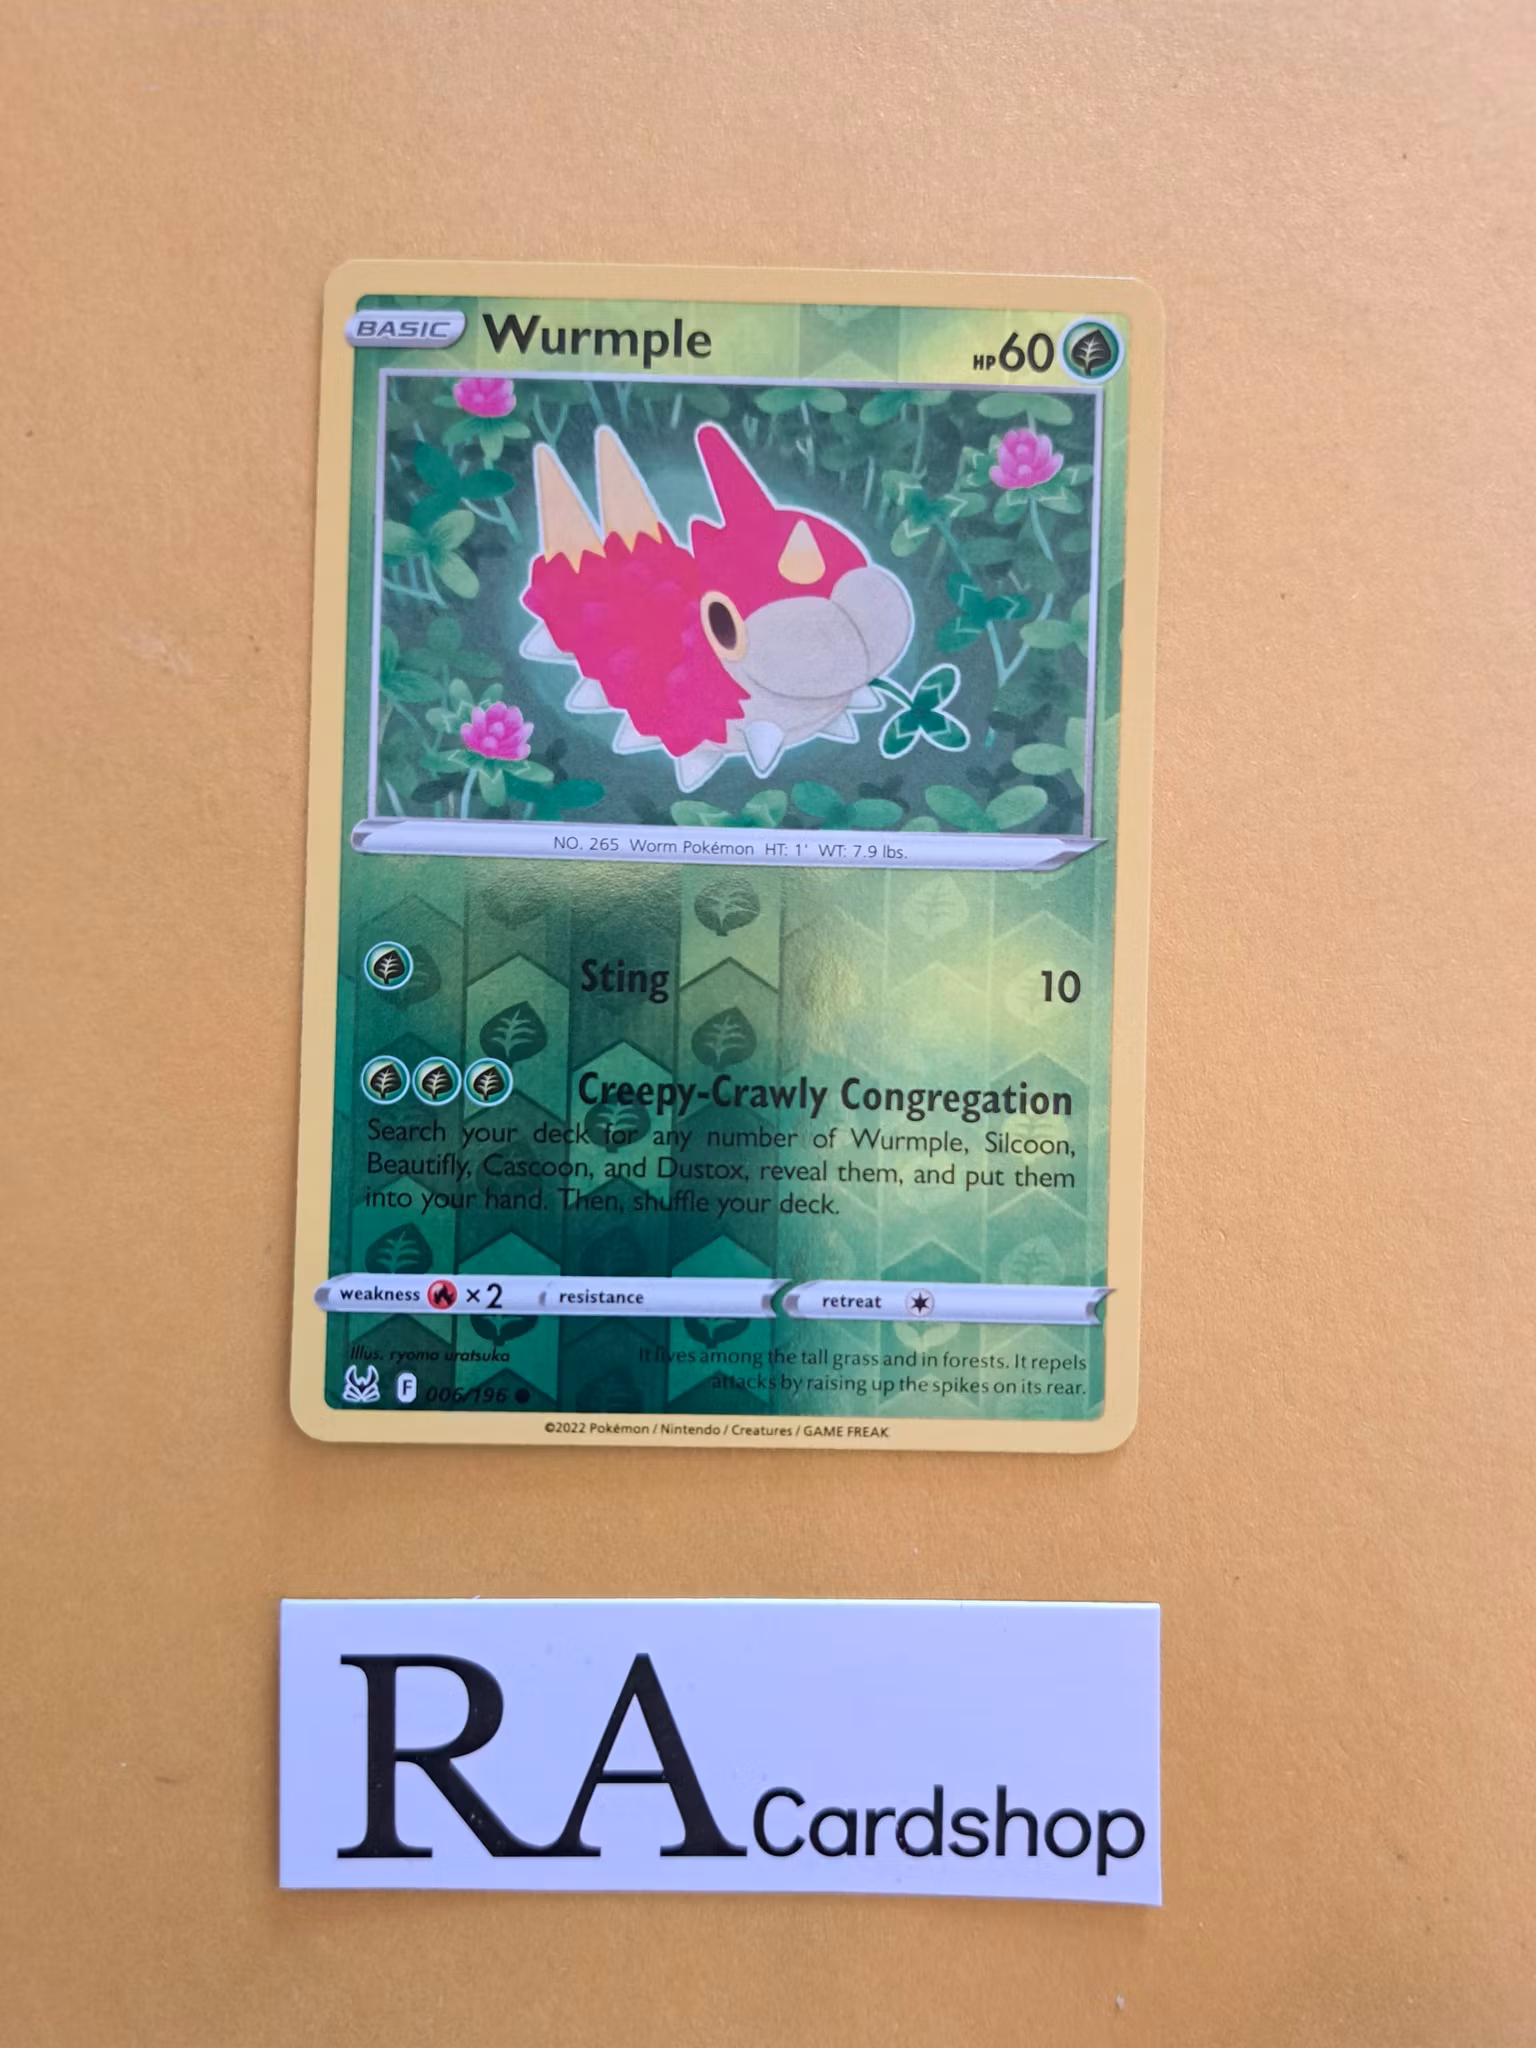 BASIC Wurmple HP 60
NO. 265 Worm Pokémon HT: 1' WT: 7.9 lbs.
Sting 10
Creepy-Crawly Congregation
Search your deck for any number of Wurmple, Silcoon,
Beautifly, Cascoon, and Dustox, reveal them, and put them
into your hand. Then, shuffle your deck.
weakness ×2 resistance retreat
Illus. ryoma uratsuka
It lives among the tall grass and in forests. It repels
attacks by raising up the spikes on its rear.
F 006/196
©2022 Pokémon / Nintendo / Creatures / GAME FREAK
RA Cardshop